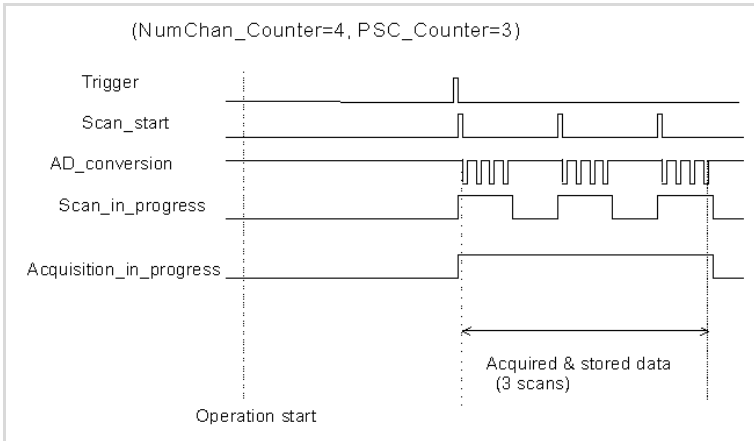 (NumChan_Counter=4, PSC_Counter=3)
Trigger
Scan_start
AD_conversion
Scan_in_progress
Acquisition_in_progress
Acquired & stored data
(3 scans)
Operation start